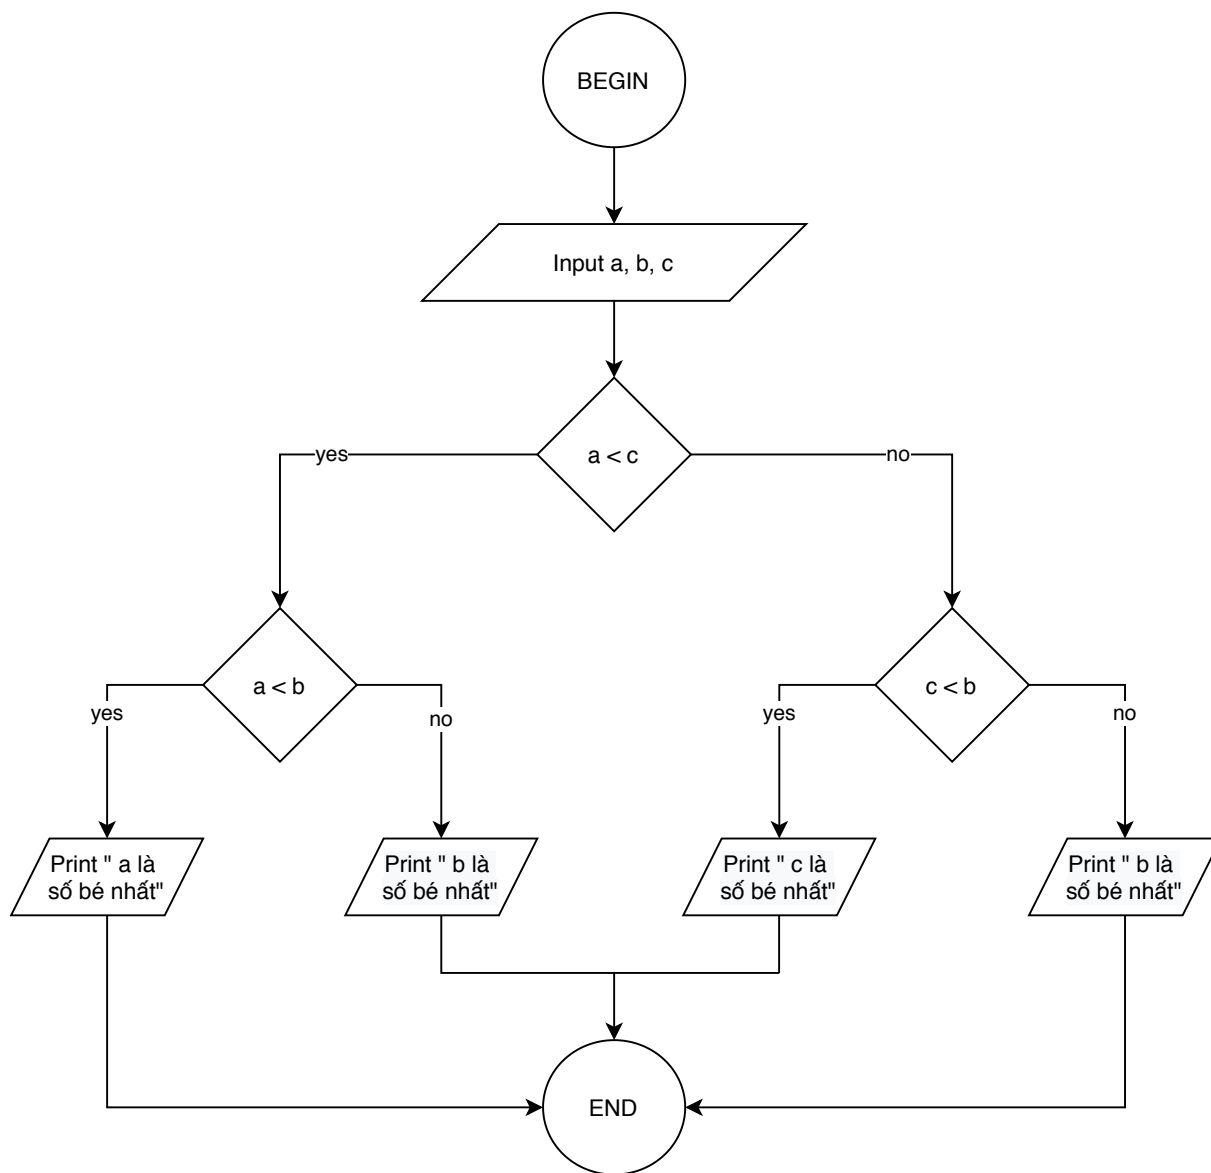 BEGIN
Input a, b, c
a < c
yes
no
a < b
c < b
yes
no
yes
no
Print " a là
số bé nhất"
Print " b là
số bé nhất"
Print " c là
số bé nhất"
Print " b là
số bé nhất"
END